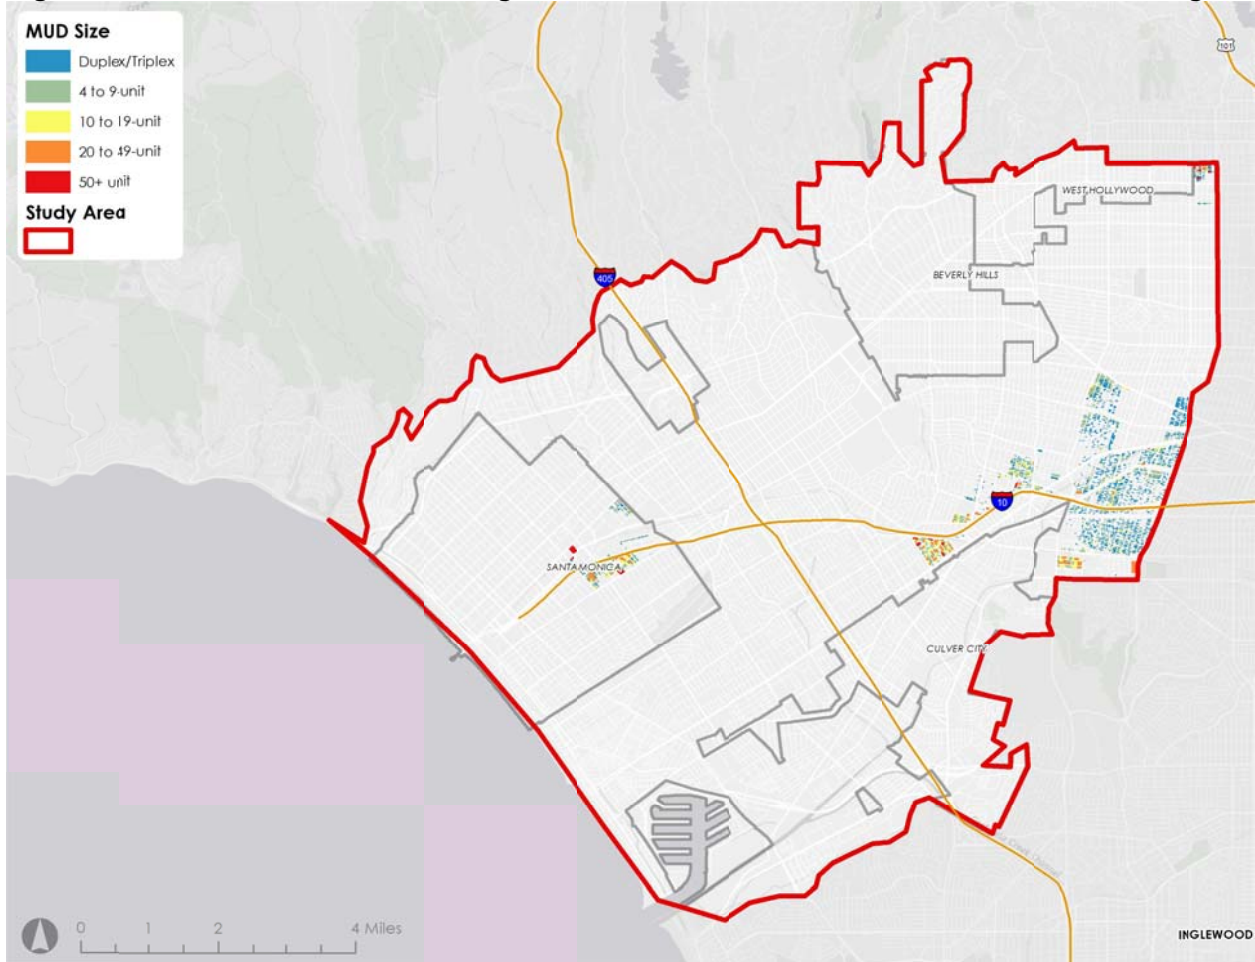 MUD Size
Duplex/Triplex
4 to 9-unit
10 to 19-unit
20 to 49-unit
50+ unit
Study Area
101
WEST HOLLYWOOD
BEVERLY HILLS
405
10
SANTA MONICA
CULVER CITY
0 1 2 4 Miles
INGLEWOOD